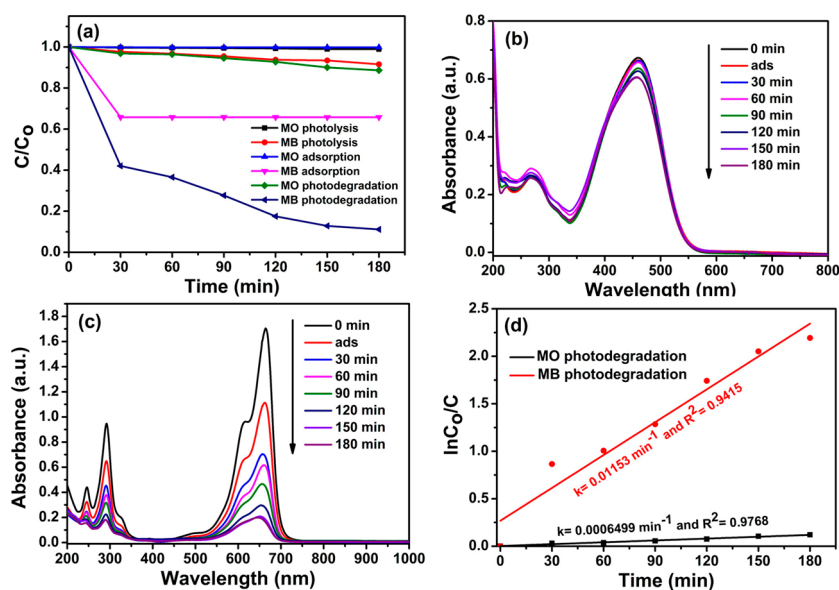 (a)
C/Co
1.0
0.8
0.6
0.4
0.2
0.0
MO photolysis
MB photolysis
MO adsorption
MB adsorption
MO photodegradation
MB photodegradation
0 30 60 90 120 150 180
Time (min)
(b)
Absorbance (a.u.)
0.8
0.6
0.4
0.2
0.0
0 min
ads
30 min
60 min
90 min
120 min
150 min
180 min
200 300 400 500 600 700 800
Wavelength (nm)
(c)
Absorbance (a.u.)
1.8
1.6
1.4
1.2
1.0
0.8
0.6
0.4
0.2
0.0
0 min
ads
30 min
60 min
90 min
120 min
150 min
180 min
200 300 400 500 600 700 800 900 1000
Wavelength (nm)
(d)
lnCo/C
2.5
2.0
1.5
1.0
0.5
0.0
MO photodegradation
MB photodegradation
k= 0.01153 min-1 and R2= 0.9415
k= 0.0006499 min-1 and R2= 0.9768
0 30 60 90 120 150 180
Time (min)